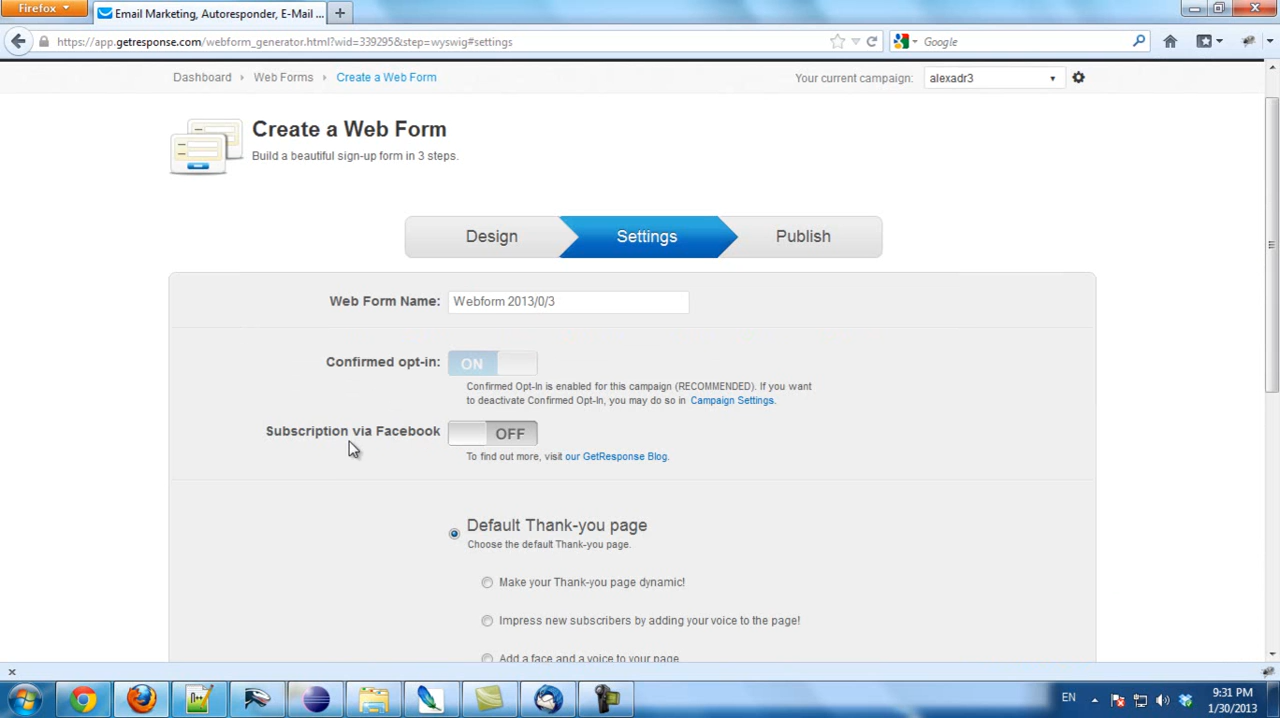 Firefox
Email Marketing, Autoresponder, E-Mail ...
https://app.getresponse.com/webform_generator.html?wid=339295&step=wyswig#settings
Google
Dashboard
Web Forms
Create a Web Form
Your current campaign:
alexadr3
Create a Web Form
Build a beautiful sign-up form in 3 steps.
Design
Settings
Publish
Web Form Name:
Webform 2013/0/3
Confirmed opt-in:
ON
Confirmed Opt-In is enabled for this campaign (RECOMMENDED). If you want
to deactivate Confirmed Opt-In, you may do so in Campaign Settings.
Subscription via Facebook
OFF
To find out more, visit our GetResponse Blog.
Default Thank-you page
Choose the default Thank-you page.
Make your Thank-you page dynamic!
Impress new subscribers by adding your voice to the page!
Add a face and a voice to your page
EN
9:31 PM
1/30/2013